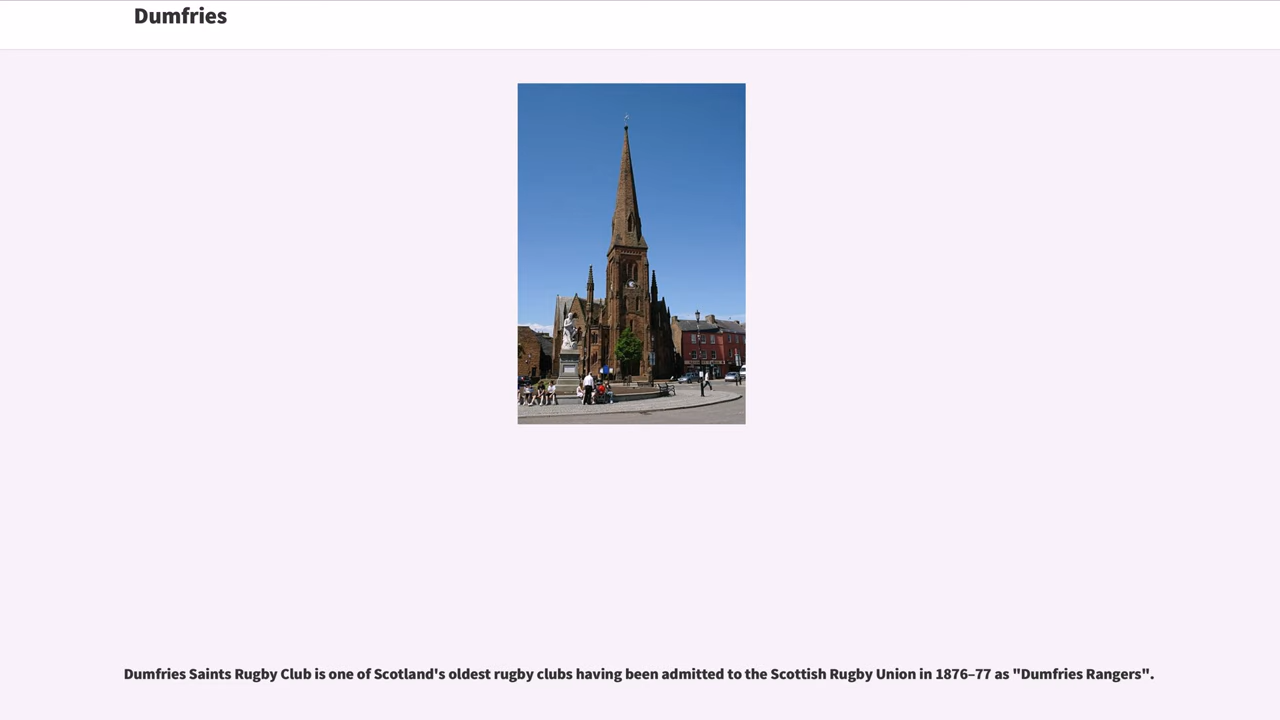 Dumfries
Dumfries Saints Rugby Club is one of Scotland's oldest rugby clubs having been admitted to the Scottish Rugby Union in 1876–77 as "Dumfries Rangers".